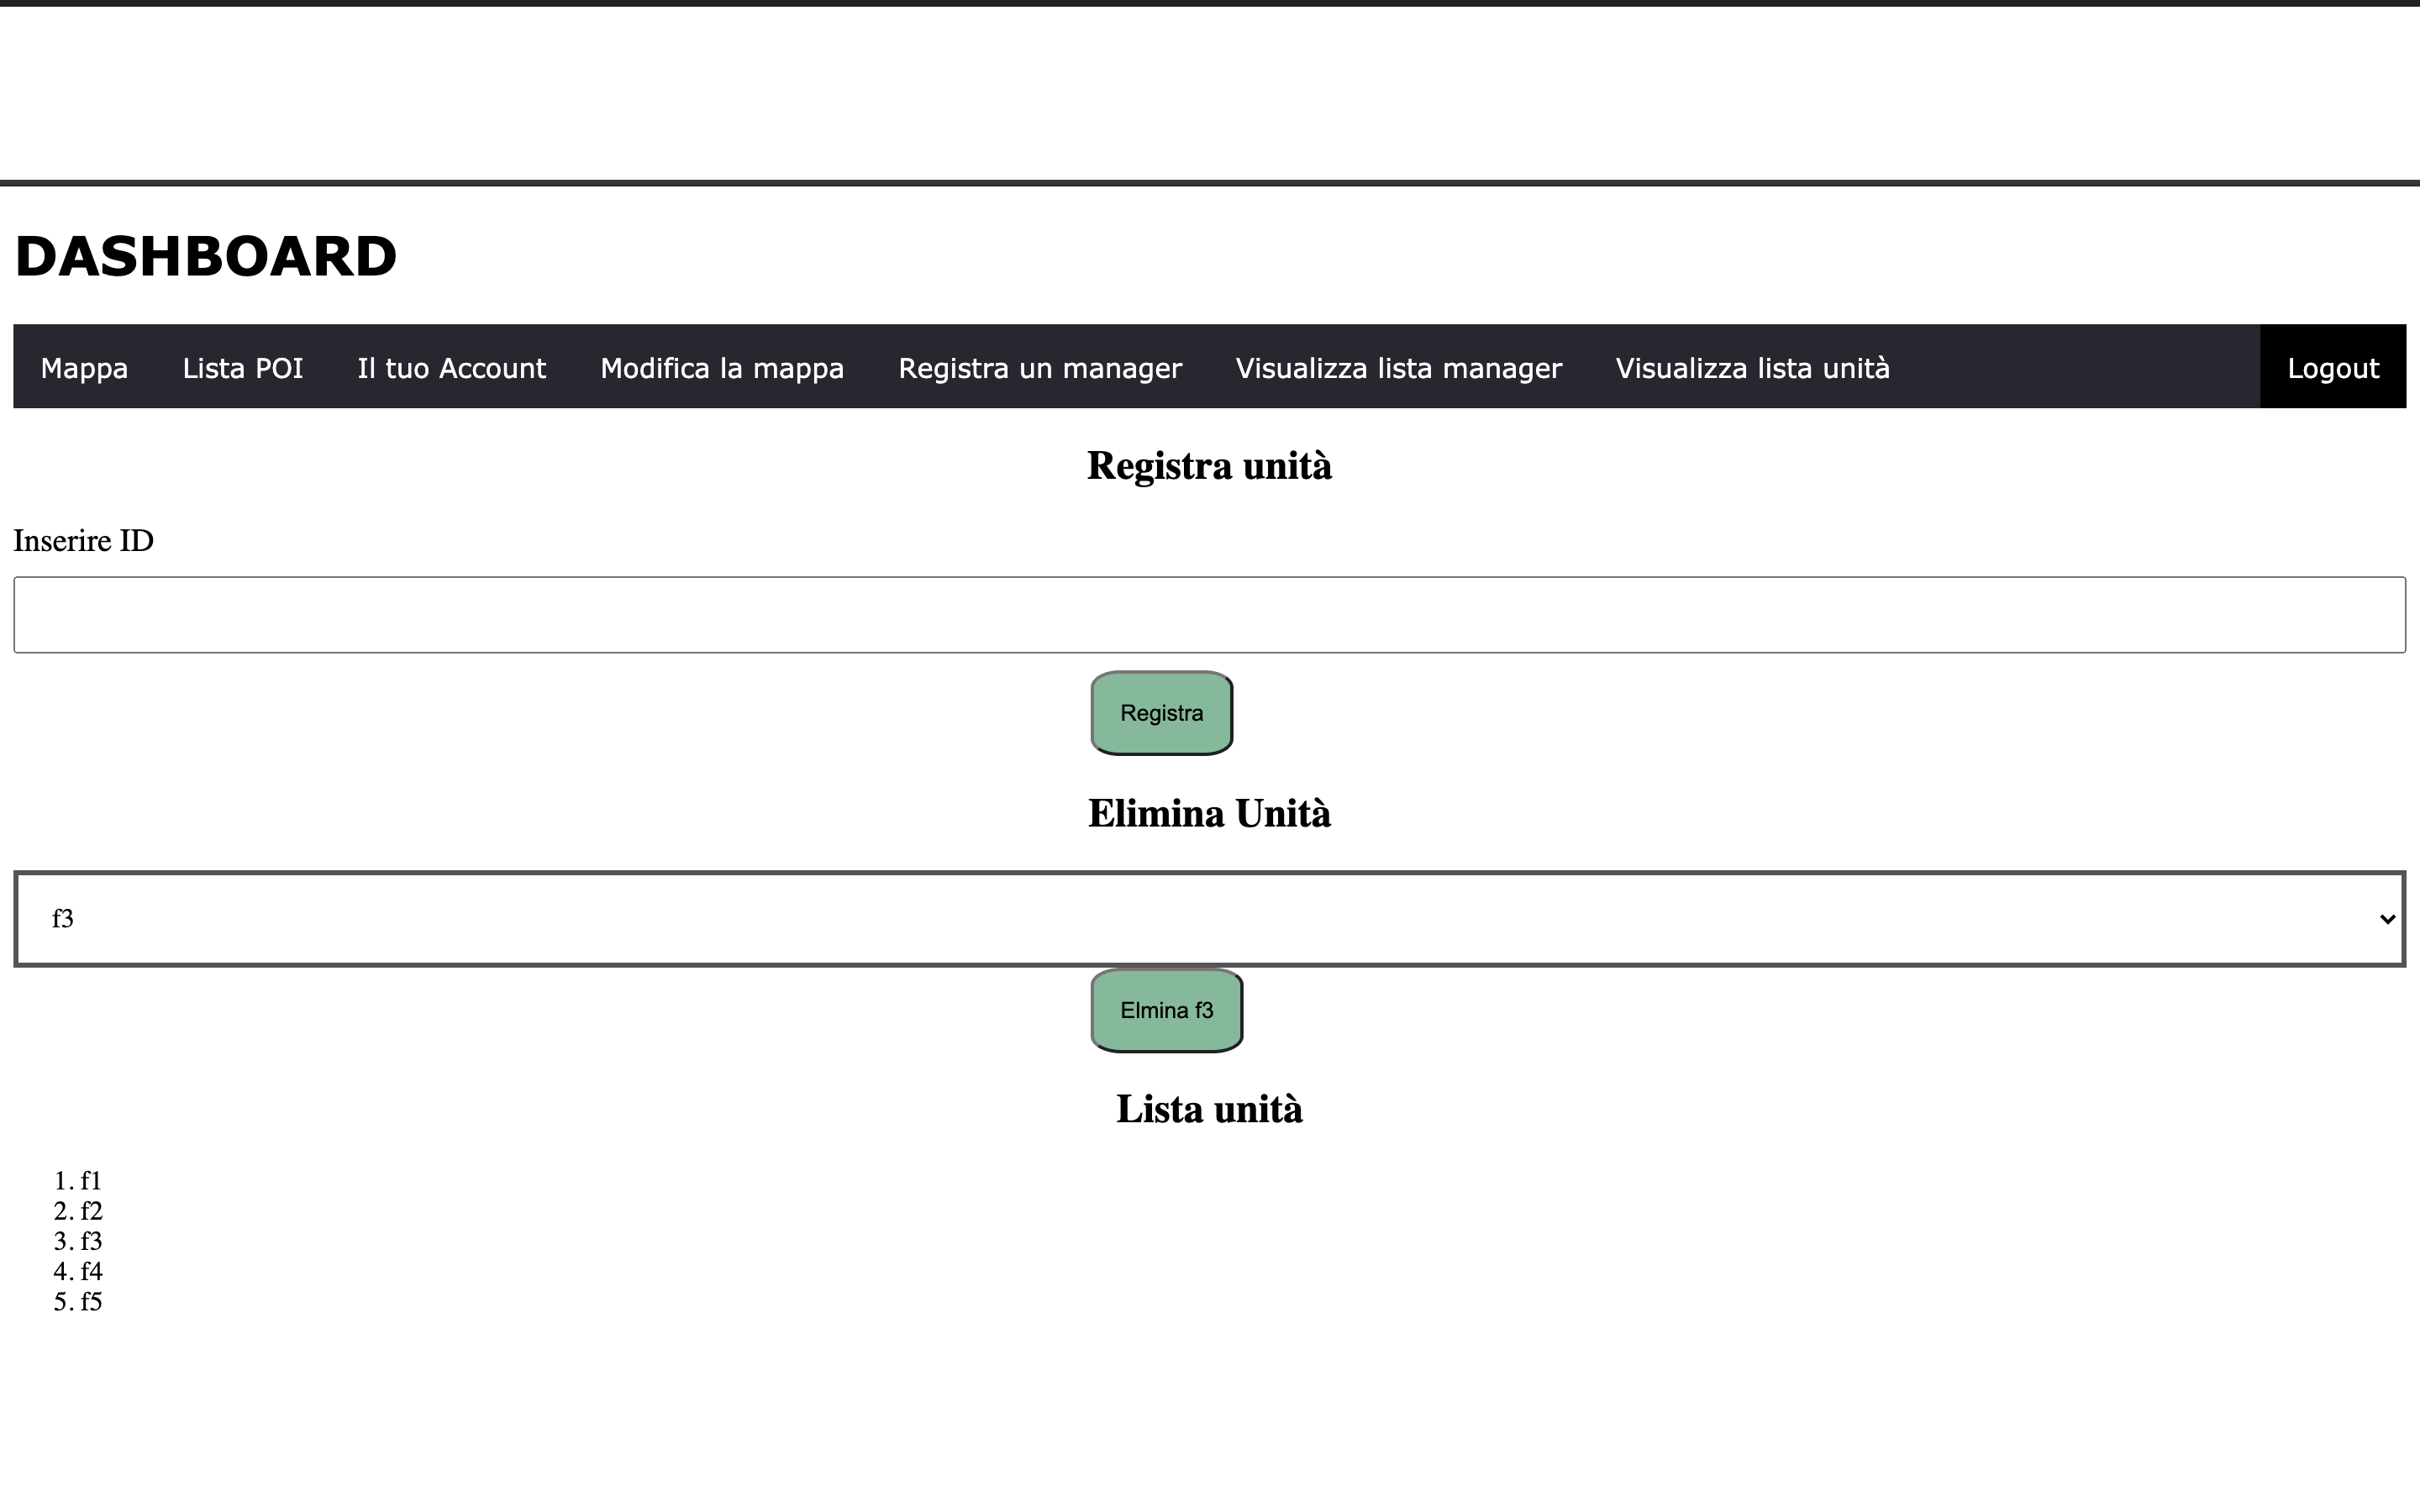 DASHBOARD
Mappa Lista POI Il tuo Account Modifica la mappa Registra un manager Visualizza lista manager Visualizza lista unità Logout
Registra unità
Inserire ID
Registra
Elimina Unità
f3
Elmina f3
Lista unità
1. f1
2. f2
3. f3
4. f4
5. f5